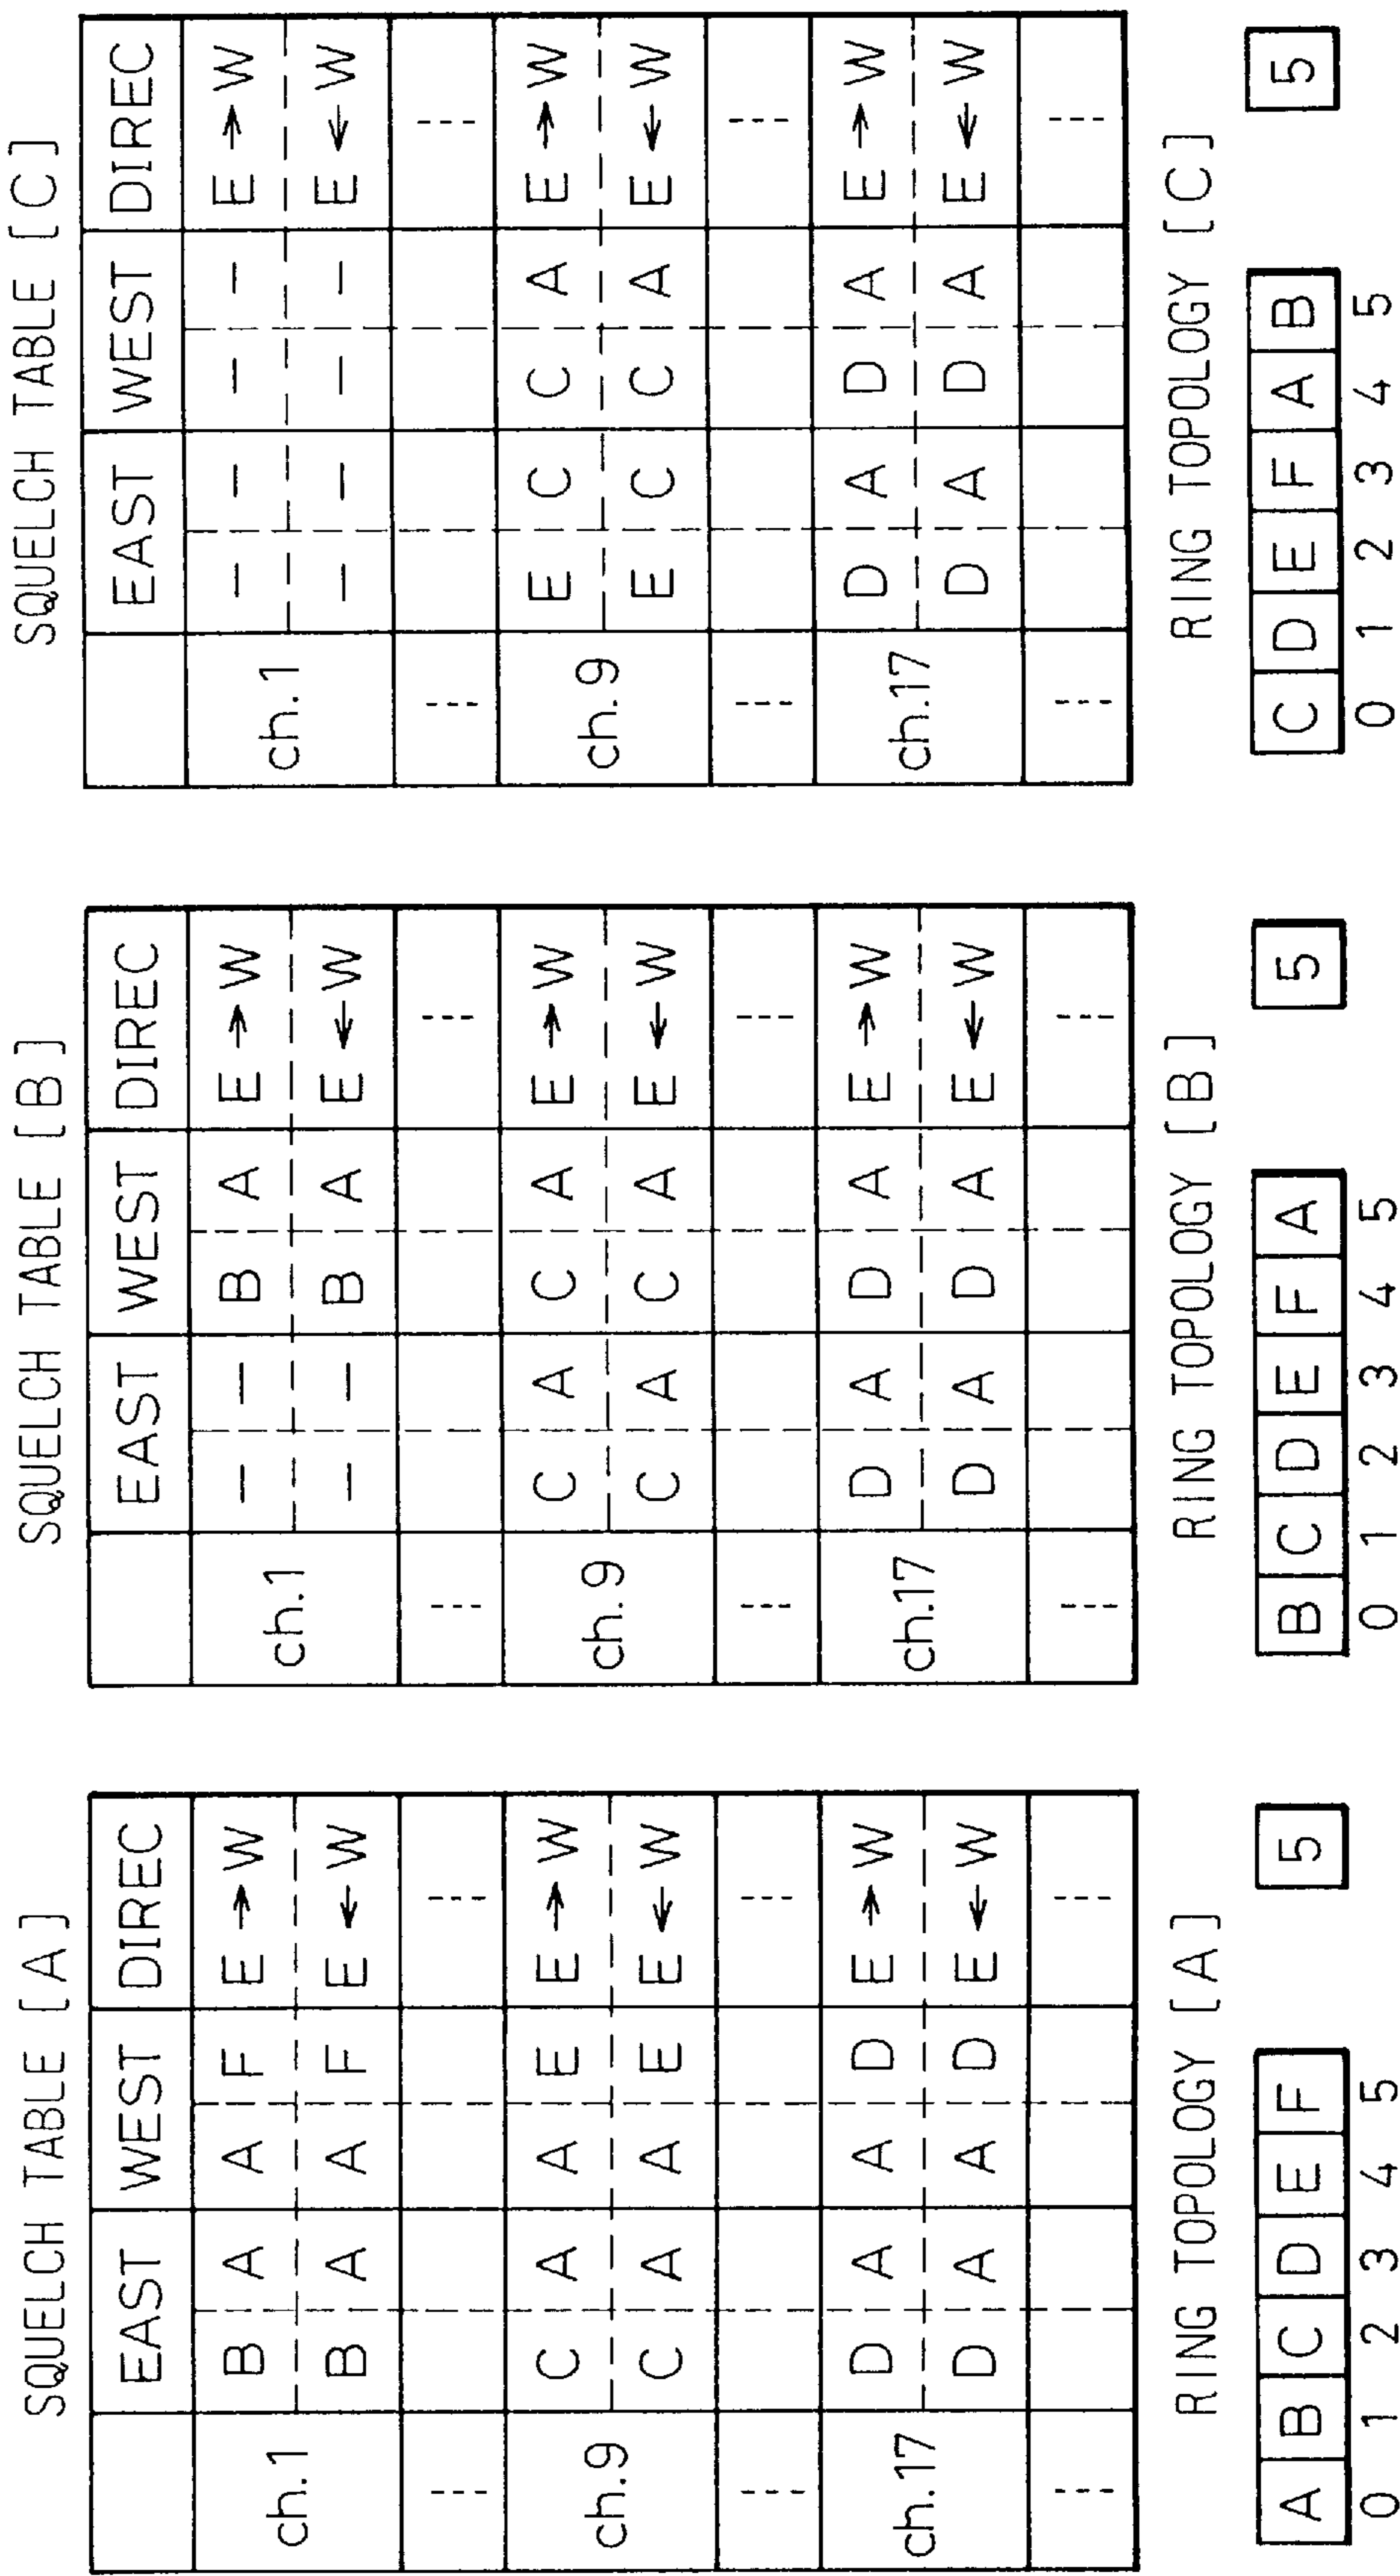 SQUELCH TABLE [A]
EAST WEST DIREC
ch.1 B A A F E → W
B A A F E ← W
--- ---
ch.9 C A A E E → W
C A A E E ← W
--- ---
ch.17 D A A D E → W
D A A D E ← W
--- ---
RING TOPOLOGY [A]
A B C D E F 5
0 1 2 3 4 5
SQUELCH TABLE [B]
EAST WEST DIREC
ch.1 – – B A E → W
– – B A E ← W
--- ---
ch.9 C A C A E → W
C A C A E ← W
--- ---
ch.17 D A D A E → W
D A D A E ← W
--- ---
RING TOPOLOGY [B]
B C D E F A 5
0 1 2 3 4 5
SQUELCH TABLE [C]
EAST WEST DIREC
ch.1 – – – – E → W
– – – – E ← W
--- ---
ch.9 E C C A E → W
E C C A E ← W
--- ---
ch.17 D A D A E → W
D A D A E ← W
--- ---
RING TOPOLOGY [C]
C D E F A B 5
0 1 2 3 4 5